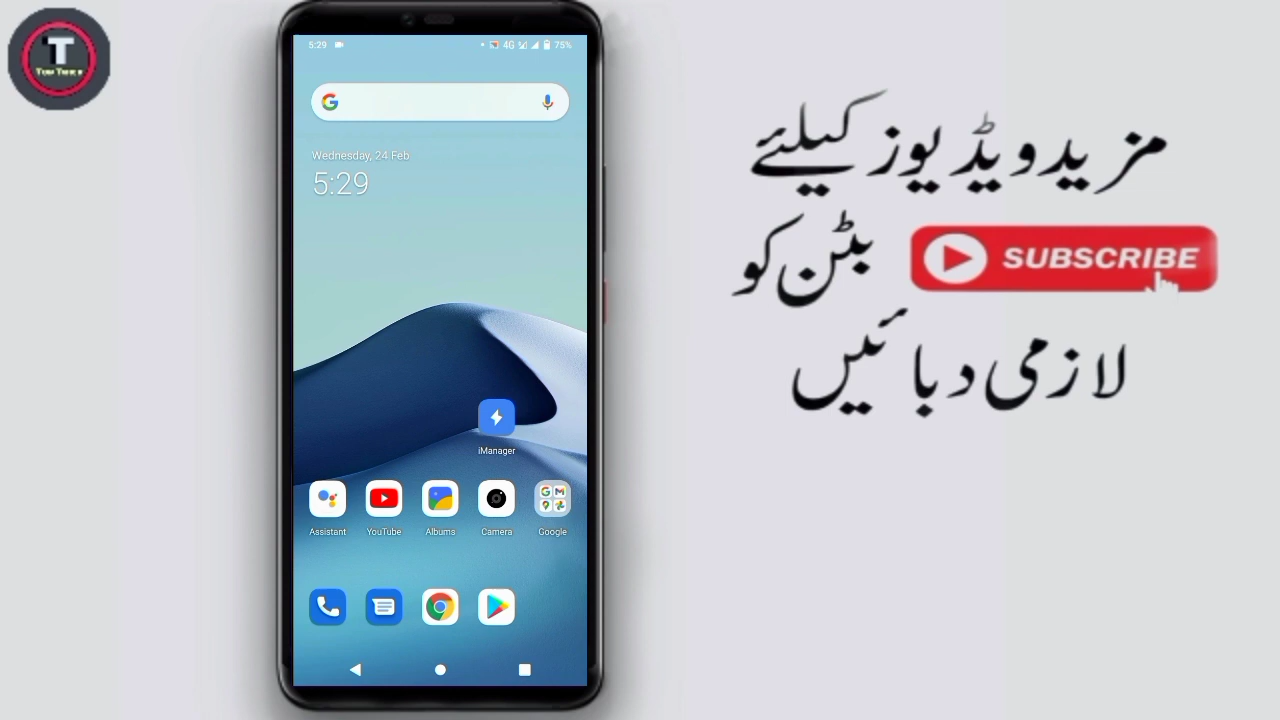 T
5:29
4G
75%
Wednesday, 24 Feb
5:29
iManager
Assistant
YouTube
Albums
Camera
Google
مزید ویڈیوز کیلئے
SUBSCRIBE بٹن کو
لازمی دبائیں